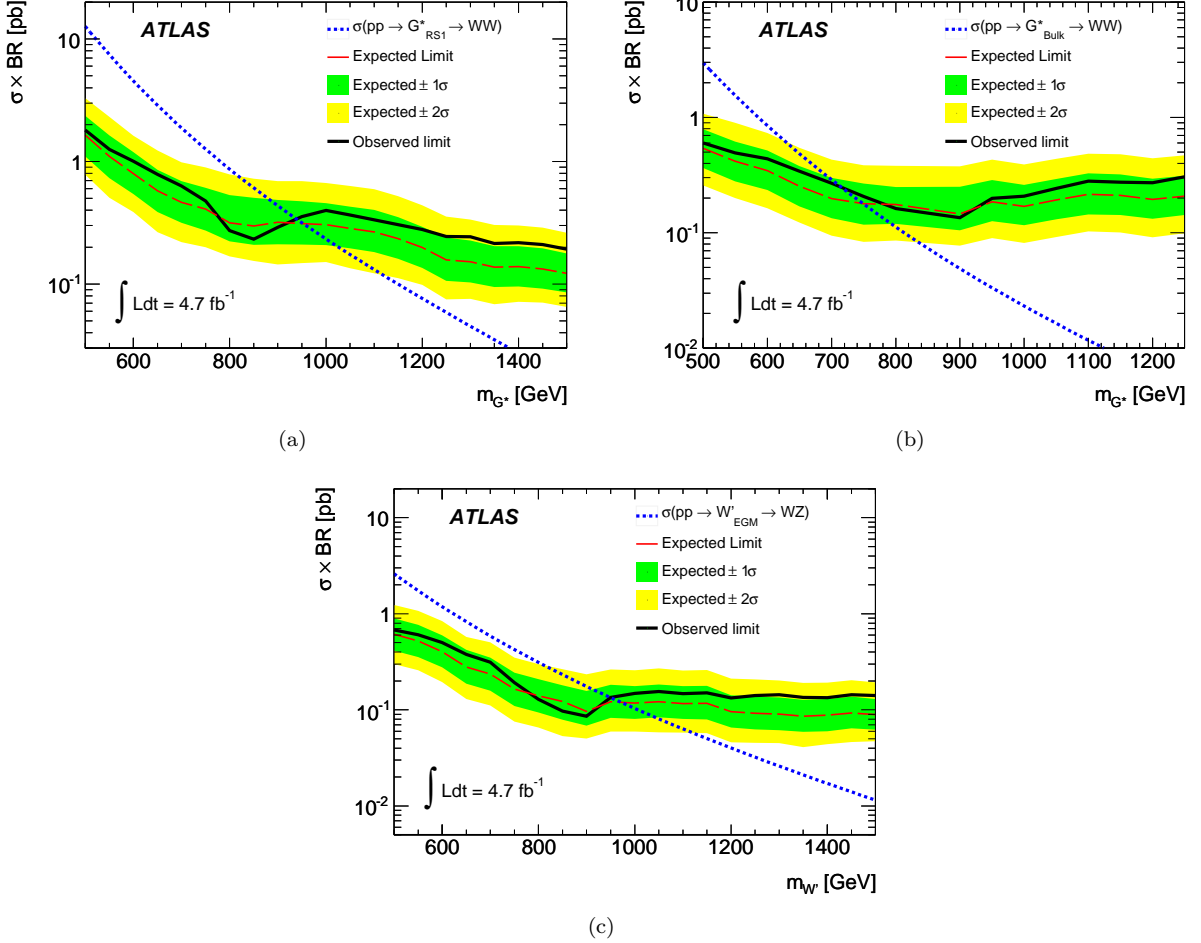 σ × BR [pb]
10
1
10⁻¹
ATLAS
σ(pp → G*RS1 → WW)
Expected Limit
Expected ± 1σ
Expected ± 2σ
Observed limit
∫ Ldt = 4.7 fb⁻¹
600 800 1000 1200 1400
mG* [GeV]
(a)
σ × BR [pb]
10
1
10⁻¹
10⁻²
ATLAS
σ(pp → G*Bulk → WW)
Expected Limit
Expected ± 1σ
Expected ± 2σ
Observed limit
∫ Ldt = 4.7 fb⁻¹
500 600 700 800 900 1000 1100 1200
mG* [GeV]
(b)
σ × BR [pb]
10
1
10⁻¹
10⁻²
ATLAS
σ(pp → W'EGM → WZ)
Expected Limit
Expected ± 1σ
Expected ± 2σ
Observed limit
∫ Ldt = 4.7 fb⁻¹
600 800 1000 1200 1400
mW' [GeV]
(c)